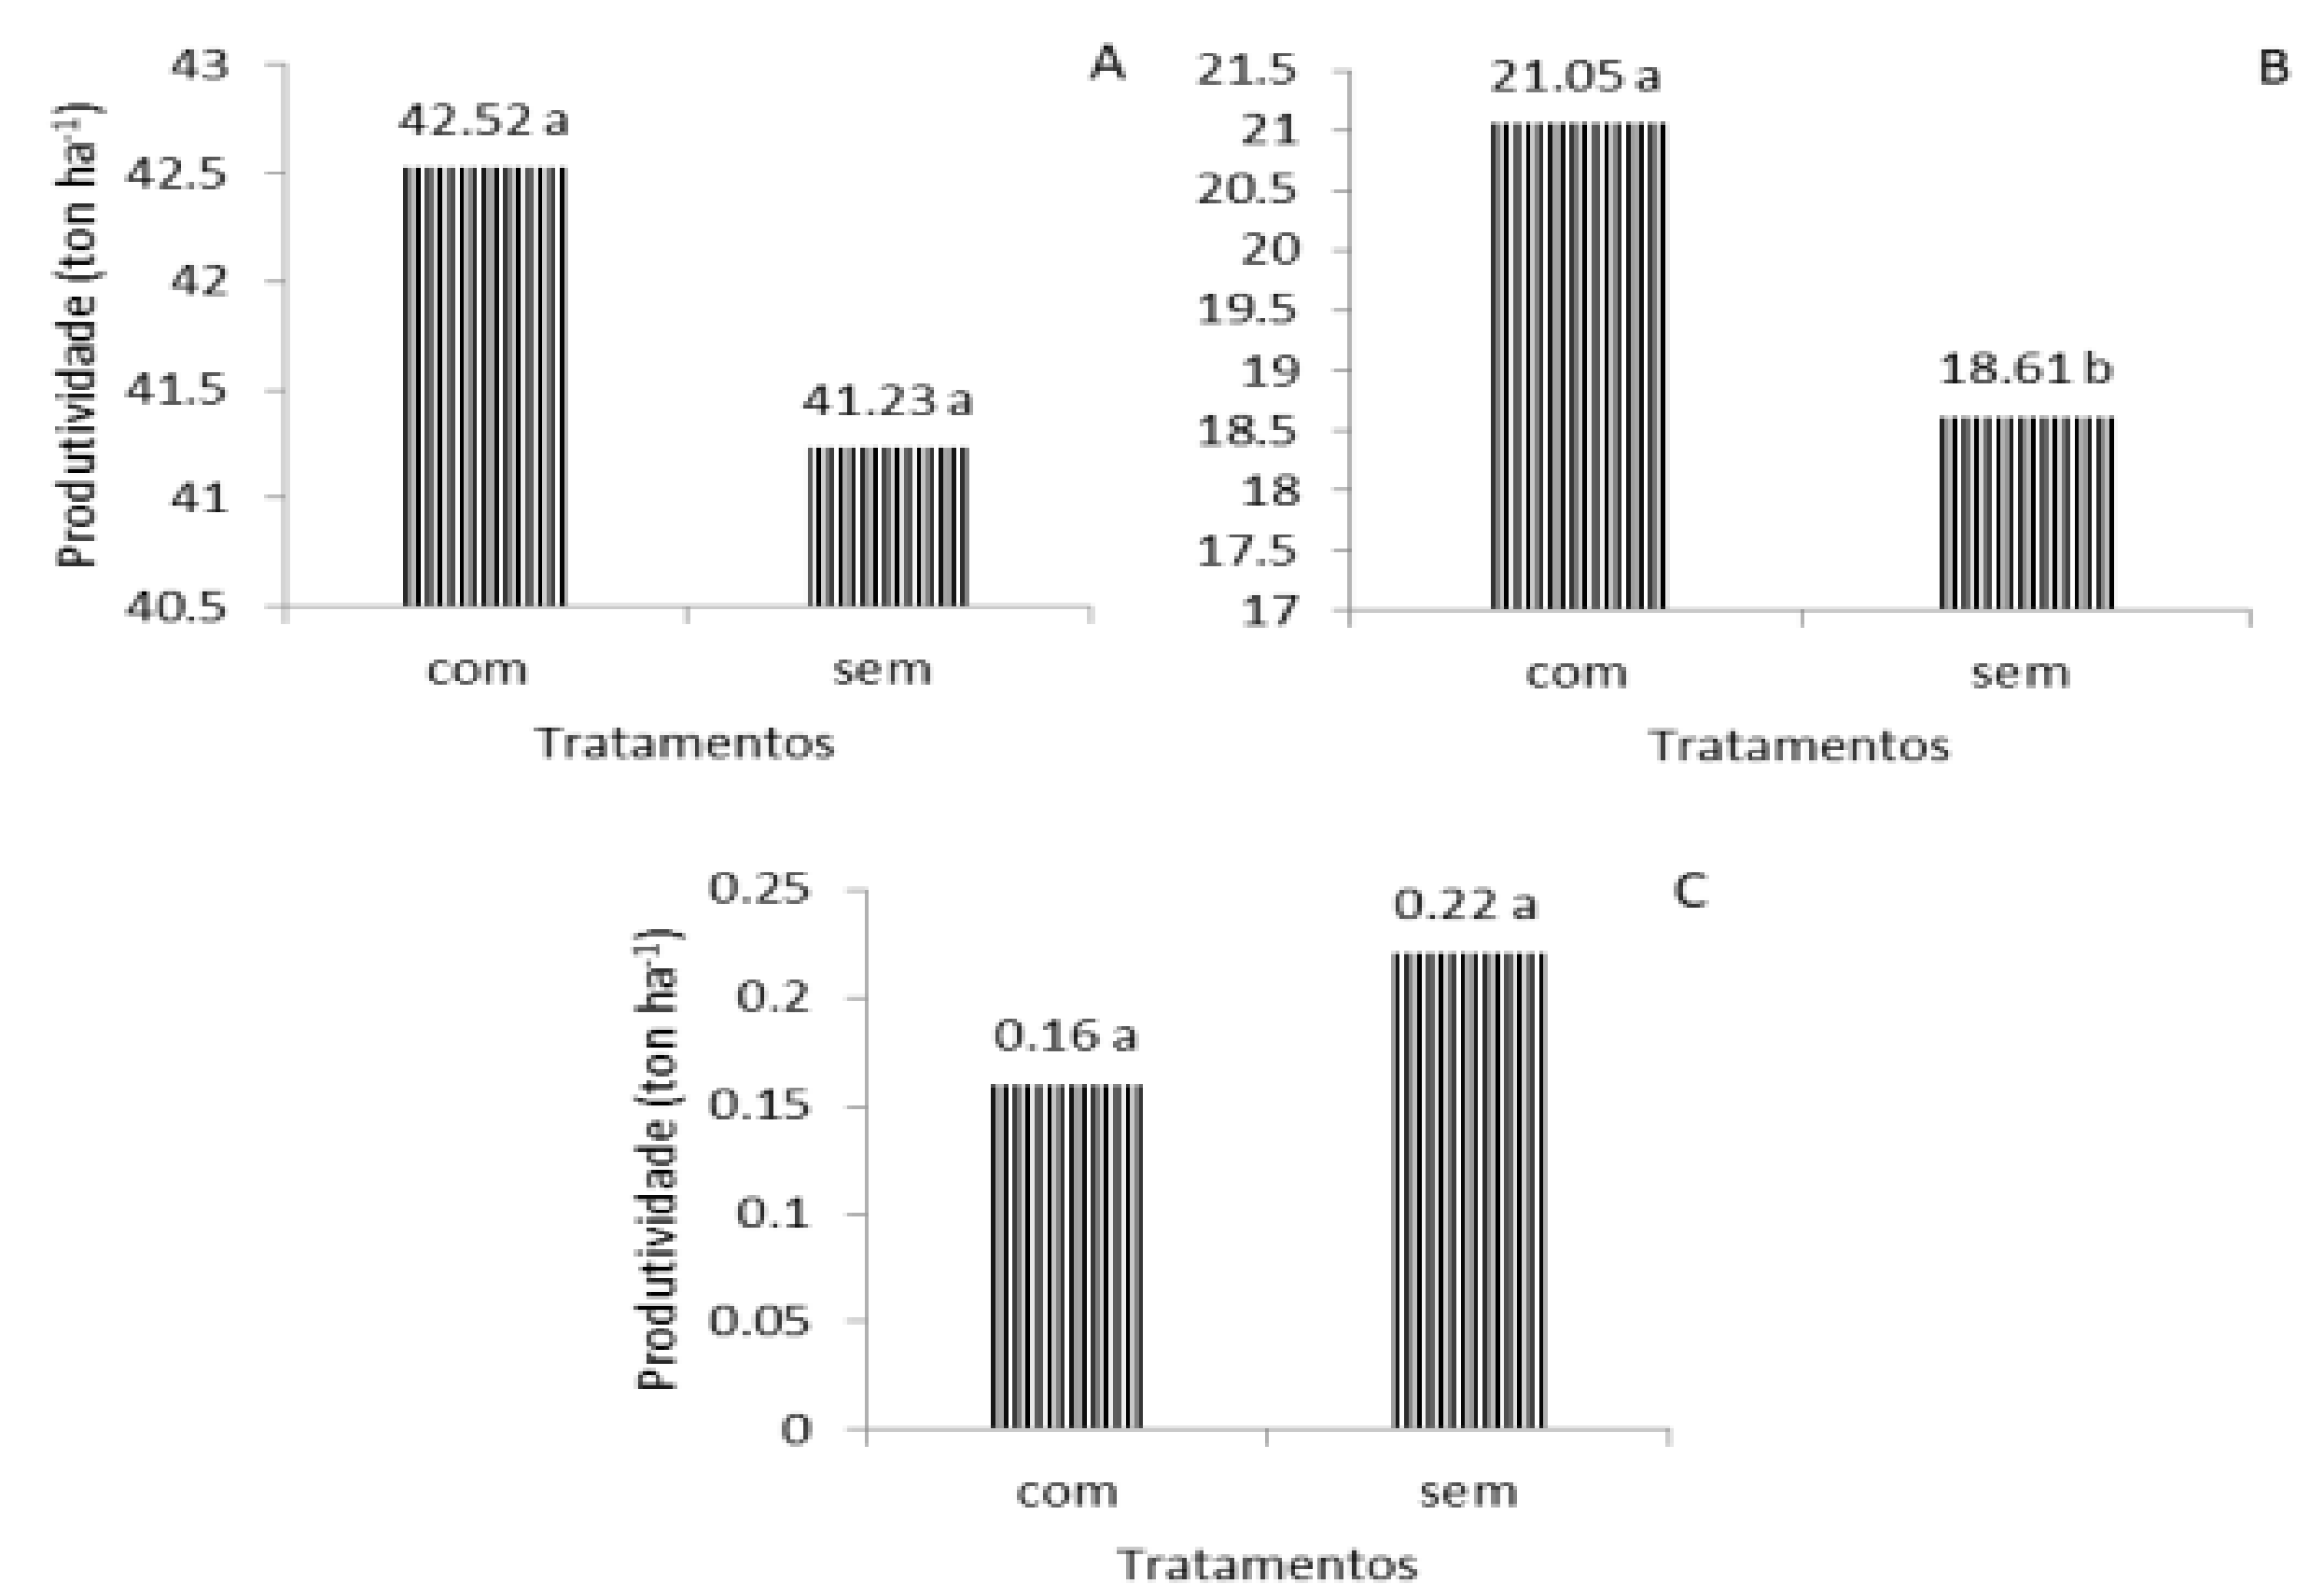 A
Produtividade (ton ha-1)
43
42.5
42
41.5
41
40.5
42.52 a
41.23 a
com
sem
Tratamentos
B
21.5
21
20.5
20
19.5
19
18.5
18
17.5
17
21.05 a
18.61 b
com
sem
Tratamentos
C
Produtividade (ton ha-1)
0.25
0.2
0.15
0.1
0.05
0
0.16 a
0.22 a
com
sem
Tratamentos